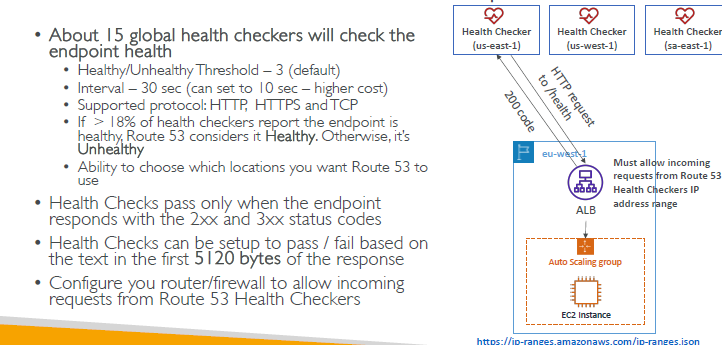 • About 15 global health checkers will check the
endpoint health
• Healthy/Unhealthy Threshold – 3 (default)
• Interval – 30 sec (can set to 10 sec – higher cost)
• Supported protocol: HTTP, HTTPS and TCP
• If > 18% of health checkers report the endpoint is
healthy, Route 53 considers it Healthy. Otherwise, it's
Unhealthy
• Ability to choose which locations you want Route 53 to
use
• Health Checks pass only when the endpoint
responds with the 2xx and 3xx status codes
• Health Checks can be setup to pass / fail based on
the text in the first 5120 bytes of the response
• Configure you router/firewall to allow incoming
requests from Route 53 Health Checkers
Health Checker
(us-east-1)
Health Checker
(us-west-1)
Health Checker
(sa-east-1)
HTTP request
to /health
200 code
eu-west-1
Must allow incoming
requests from Route 53
Health Checkers IP
address range
ALB
Auto Scaling group
EC2 Instance
https://ip-ranges.amazonaws.com/ip-ranges.json